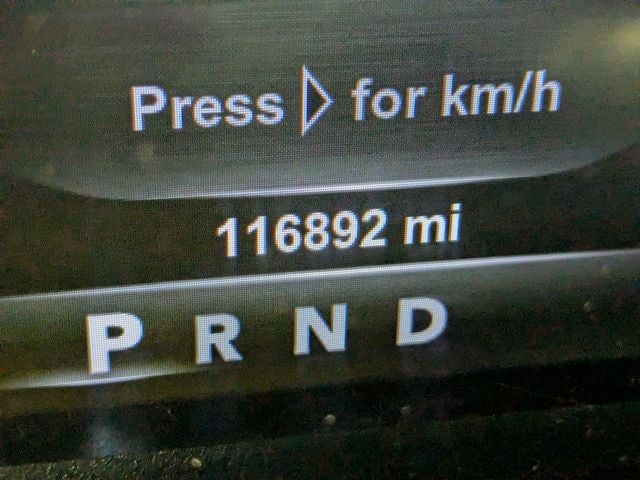 Press ▷ for km/h
116892 mi
P R N D